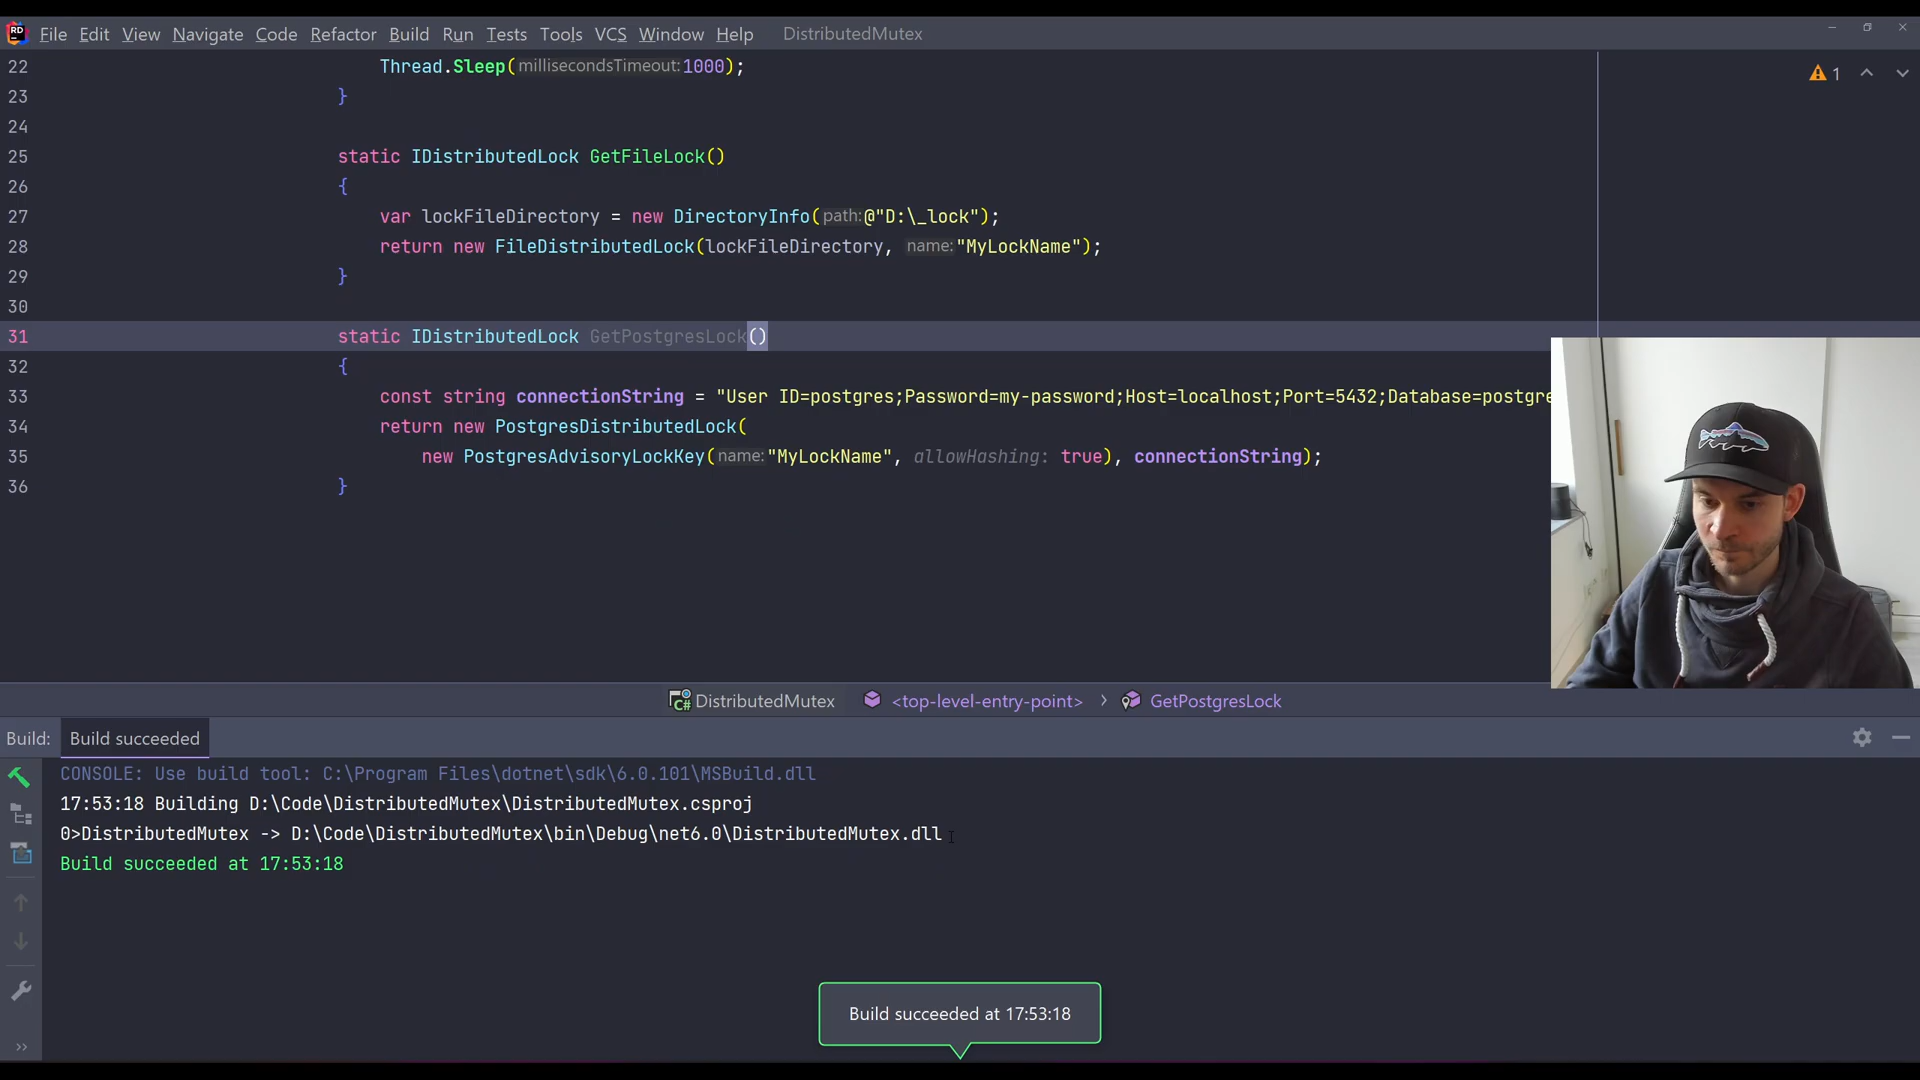 RD File Edit View Navigate Code Refactor Build Run Tests Tools VCS Window Help DistributedMutex
22 Thread.Sleep(millisecondsTimeout:1000);
1
23 }
24
25 static IDistributedLock GetFileLock()
26 {
27 var lockFileDirectory = new DirectoryInfo(path:@"D:\_lock");
28 return new FileDistributedLock(lockFileDirectory, name:"MyLockName");
29 }
30
31 static IDistributedLock GetPostgresLock()
32 {
33 const string connectionString = "User ID=postgres;Password=my-password;Host=localhost;Port=5432;Database=postgre
34 return new PostgresDistributedLock(
35 new PostgresAdvisoryLockKey(name:"MyLockName", allowHashing: true), connectionString);
36 }
C# DistributedMutex <top-level-entry-point> > GetPostgresLock
Build: Build succeeded
CONSOLE: Use build tool: C:\Program Files\dotnet\sdk\6.0.101\MSBuild.dll
17:53:18 Building D:\Code\DistributedMutex\DistributedMutex.csproj
0>DistributedMutex -> D:\Code\DistributedMutex\bin\Debug\net6.0\DistributedMutex.dll
Build succeeded at 17:53:18
Build succeeded at 17:53:18